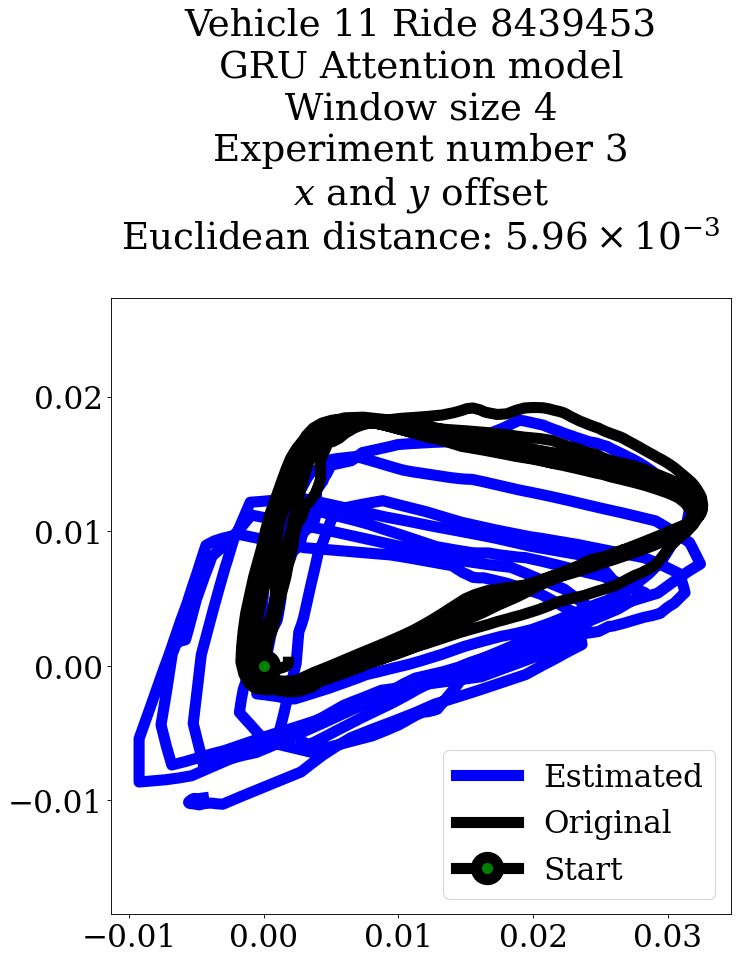 Vehicle 11 Ride 8439453
GRU Attention model
Window size 4
Experiment number 3
x and y offset
Euclidean distance: 5.96 × 10⁻³
0.02
0.01
0.00
−0.01
Estimated
Original
Start
−0.01 0.00 0.01 0.02 0.03